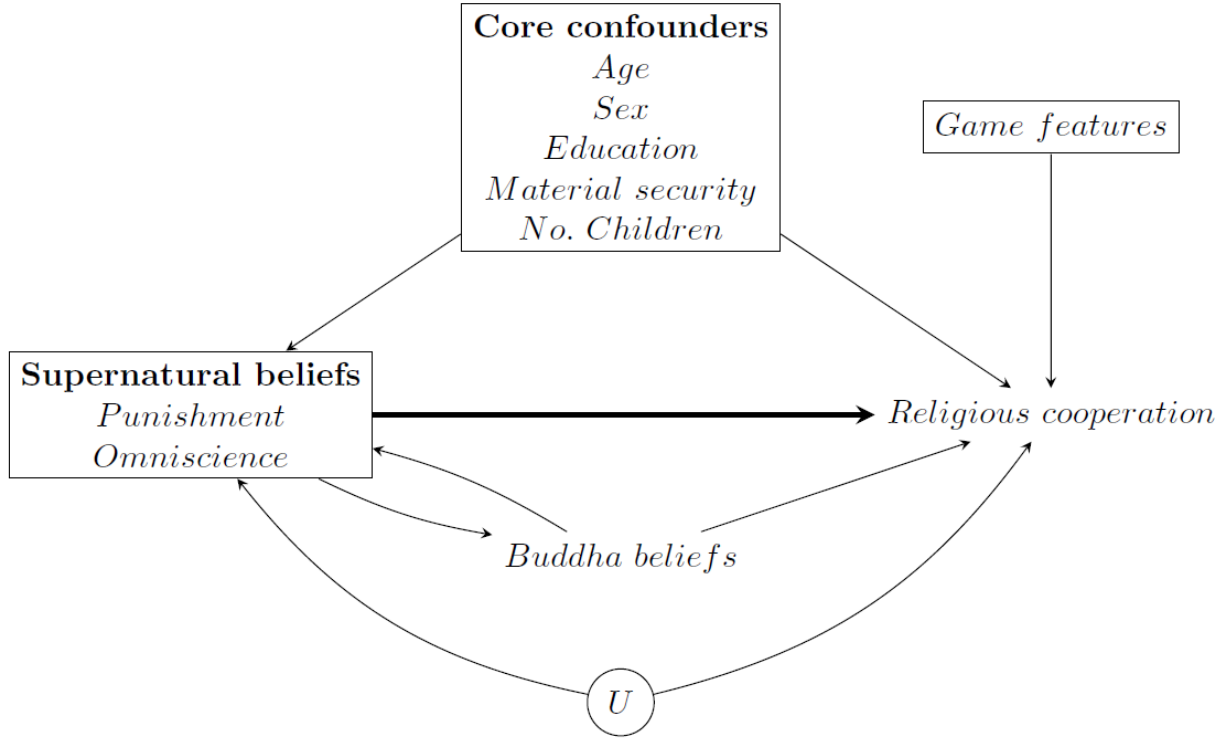 Core confounders
Age
Sex
Education
Material security
No. Children
Game features
Supernatural beliefs
Punishment
Omniscience
Religious cooperation
Buddha beliefs
U